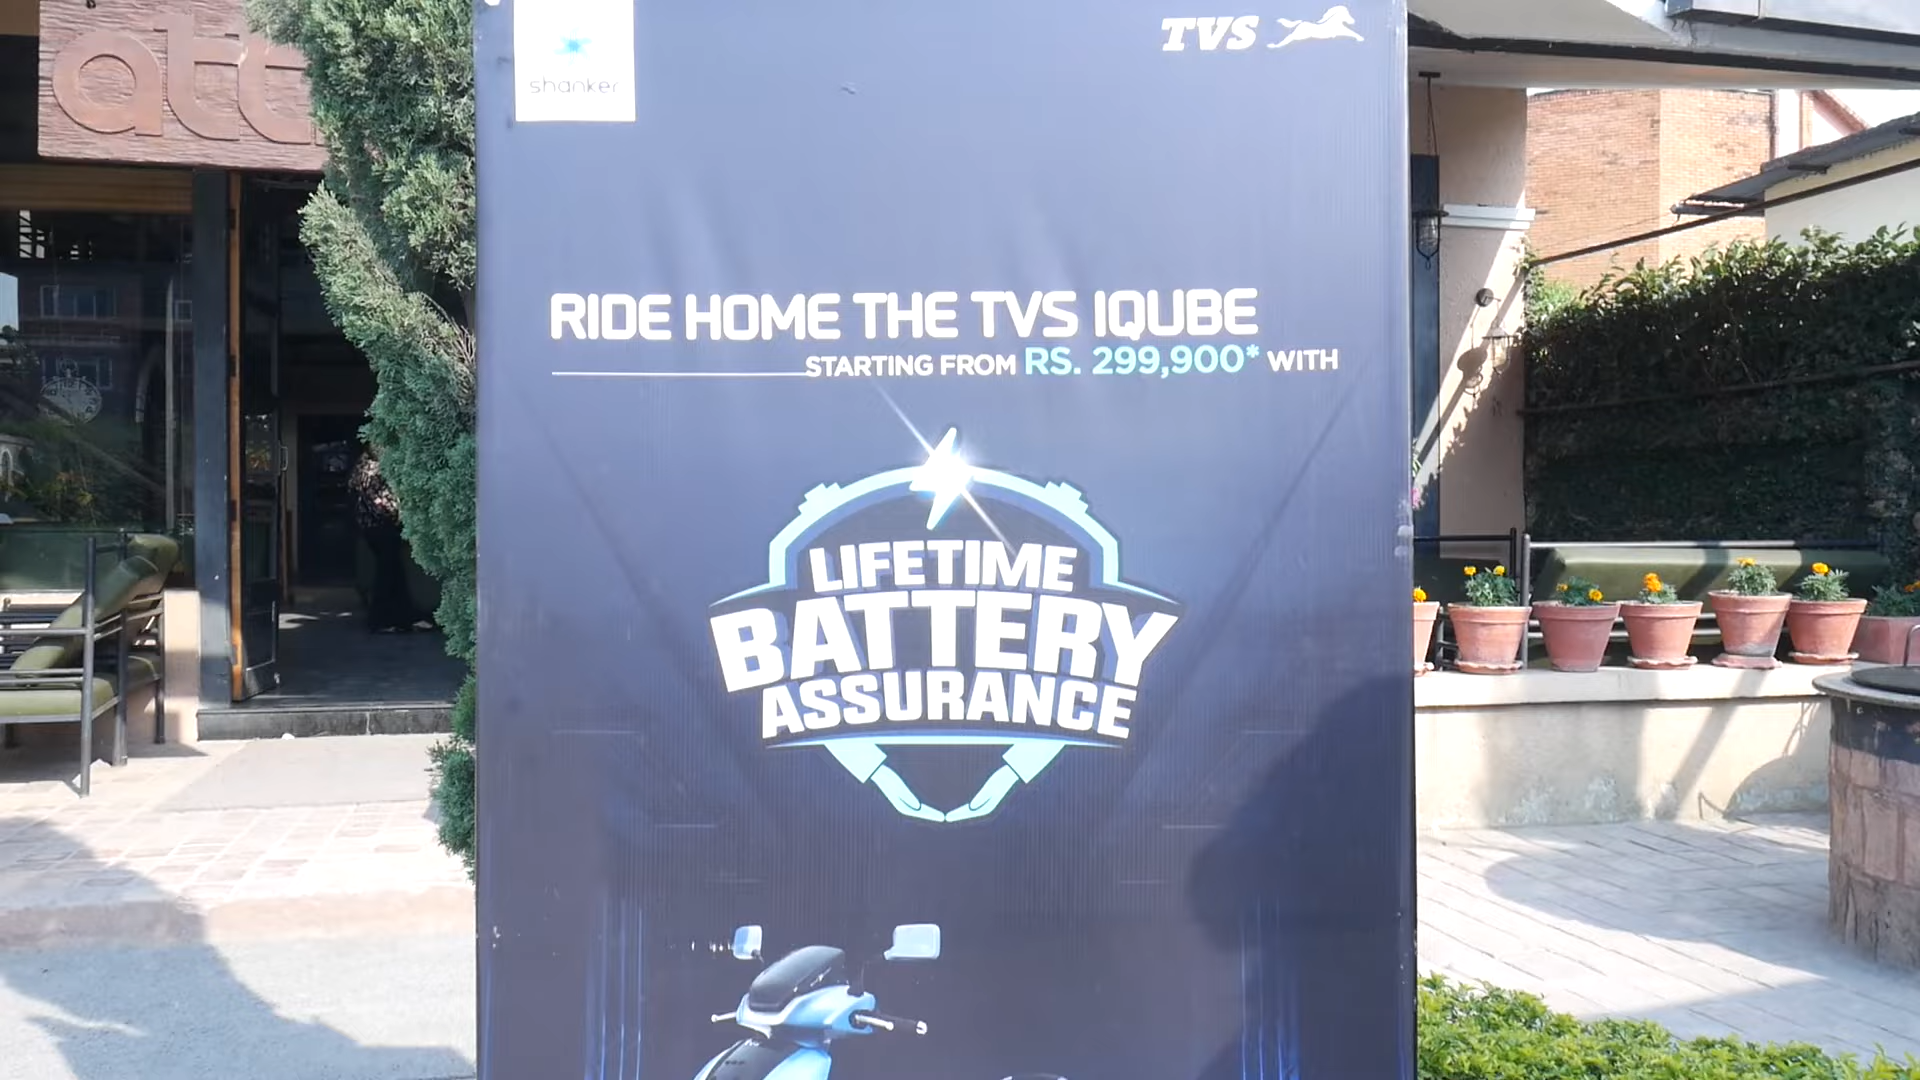 shanker
TVS
RIDE HOME THE TVS IQUBE
STARTING FROM RS. 299,900* WITH
LIFETIME
BATTERY
ASSURANCE